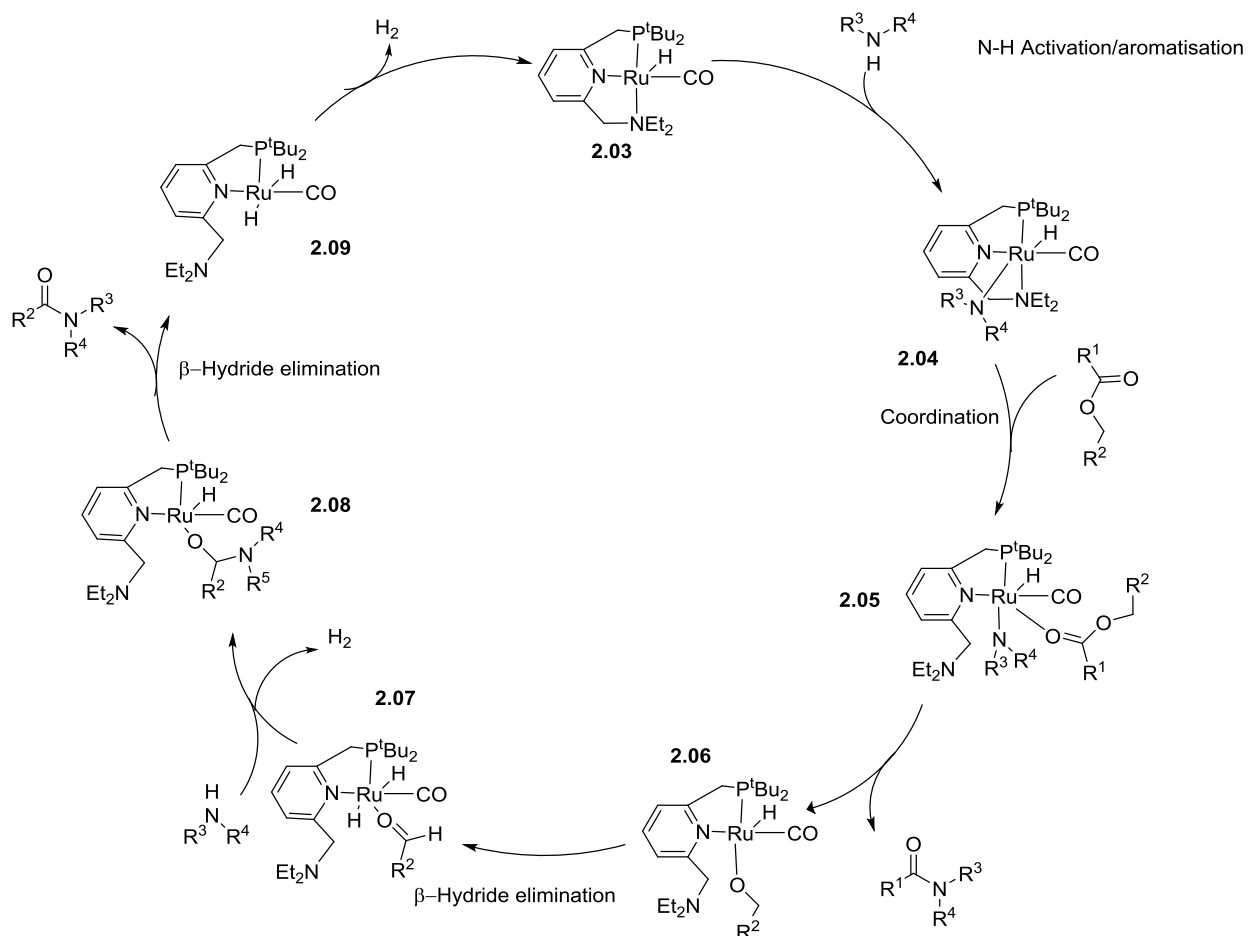 H2
PtBu2
H
N
Ru
CO
NEt2
2.03
R3
R4
N
H
N-H Activation/aromatisation
PtBu2
H
N
Ru
CO
H
Et2N
2.09
PtBu2
H
N
Ru
CO
R3
N
NEt2
R4
2.04
O
R2
N
R3
R4
β−Hydride elimination
R1
O
O
R2
Coordination
PtBu2
H
N
Ru
CO
O
N
R4
R5
R2
Et2N
2.08
2.05
PtBu2
H
N
Ru
CO
R2
O
O
R1
N
R3
R4
Et2N
H2
2.07
PtBu2
H
N
Ru
CO
H
O
H
R2
Et2N
H
N
R3
R4
β−Hydride elimination
2.06
PtBu2
H
N
Ru
CO
O
Et2N
R2
O
R1
N
R3
R4